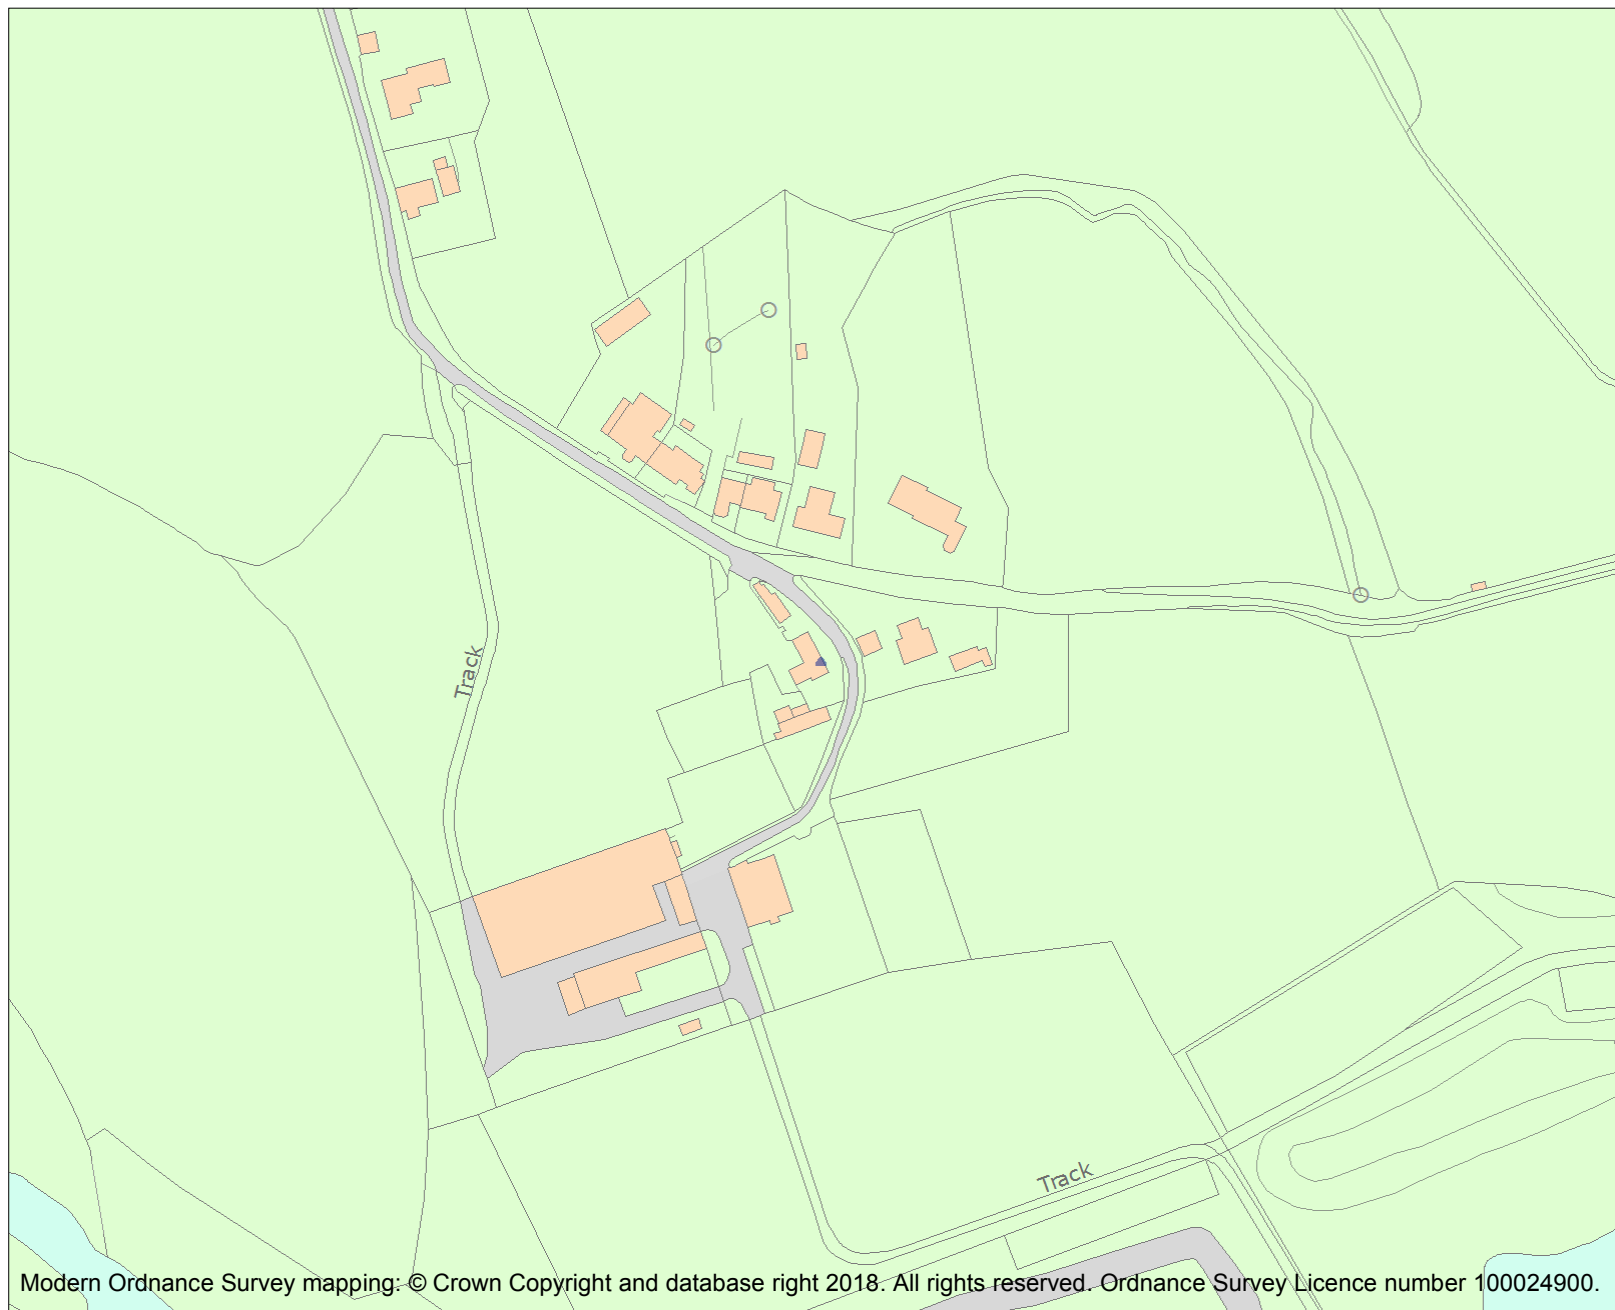 Track
Track
Modern Ordnance Survey mapping: © Crown Copyright and database right 2018. All rights reserved. Ordnance Survey Licence number 100024900.